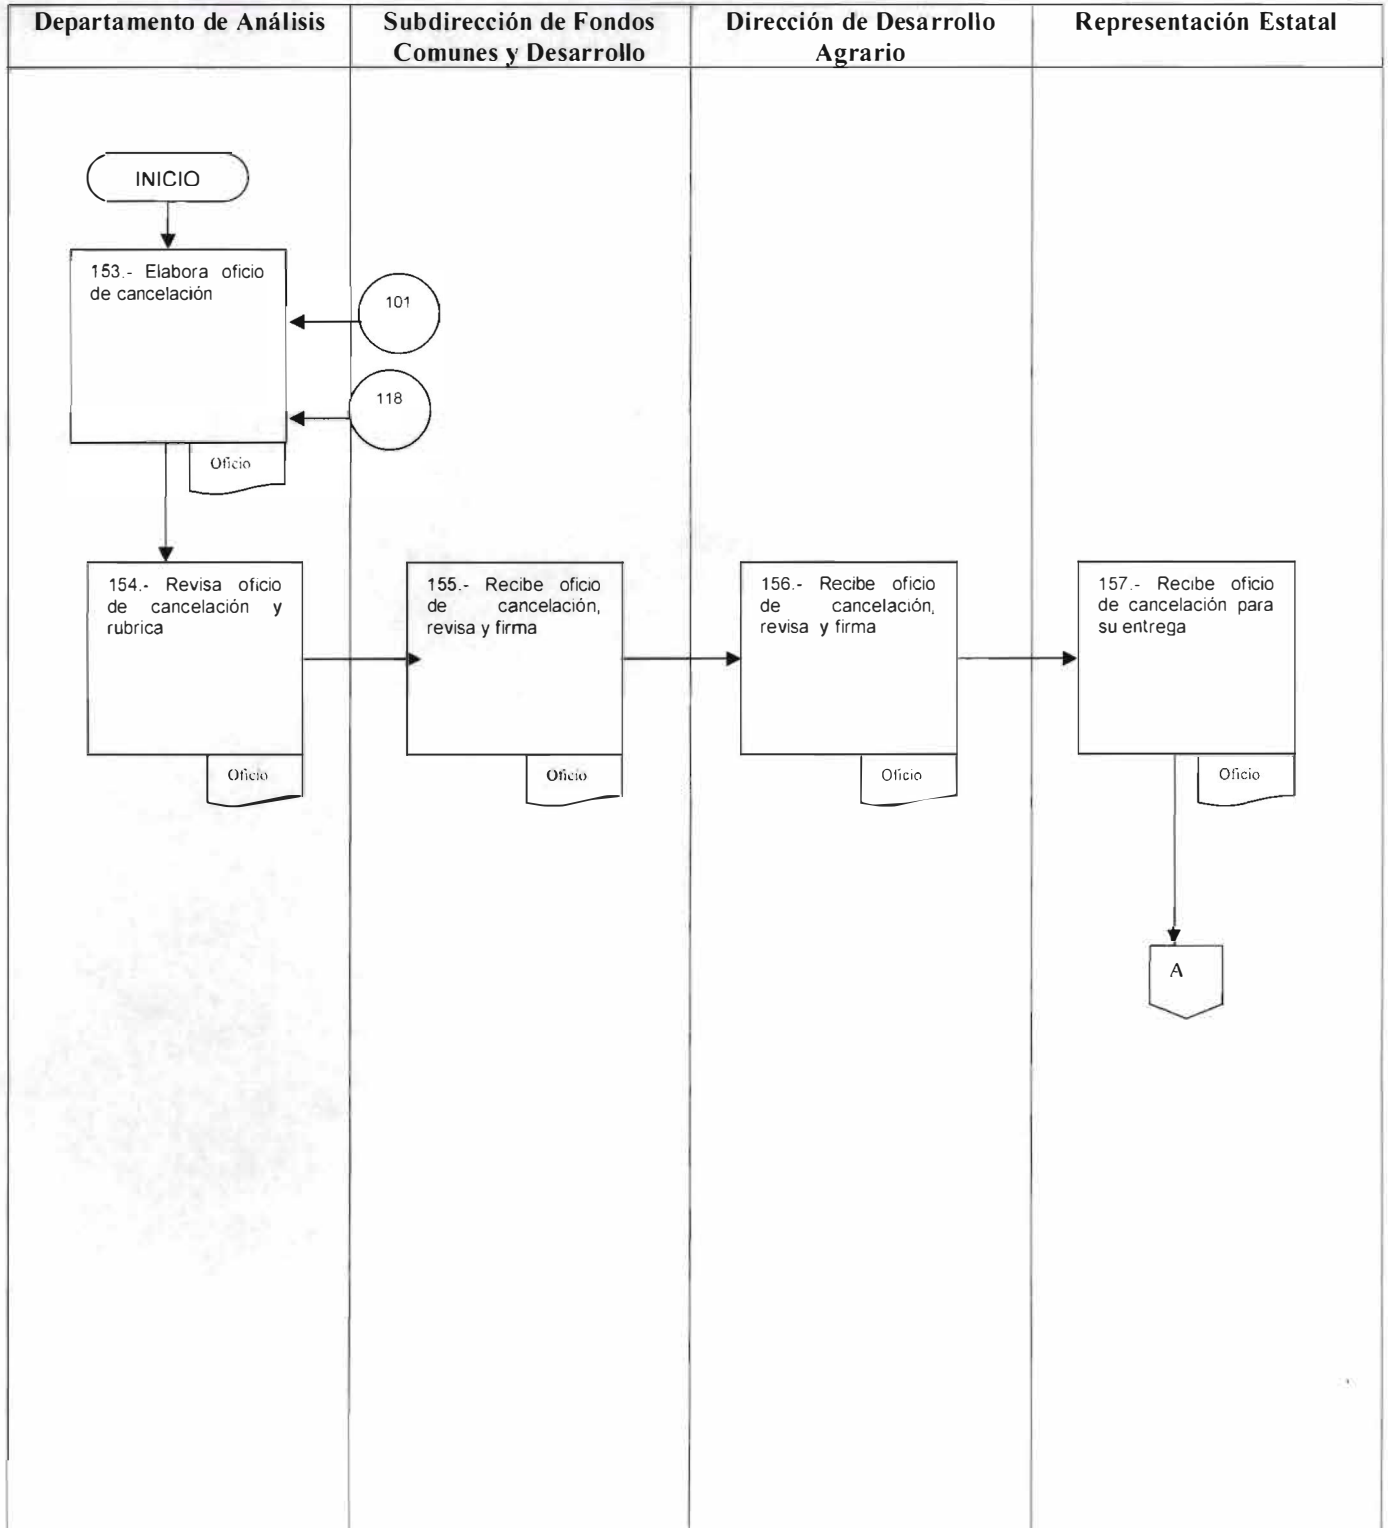 Departamento de Análisis
Subdirección de Fondos
Comunes y Desarrollo
Dirección de Desarrollo
Agrario
Representación Estatal
INICIO
153.- Elabora oficio
de cancelación
101
118
Oficio
154.- Revisa oficio
de cancelación y
rubrica
Oficio
155.- Recibe oficio
de cancelación,
revisa y firma
Oficio
156.- Recibe oficio
de cancelación,
revisa y firma
Oficio
157.- Recibe oficio
de cancelación para
su entrega
Oficio
A